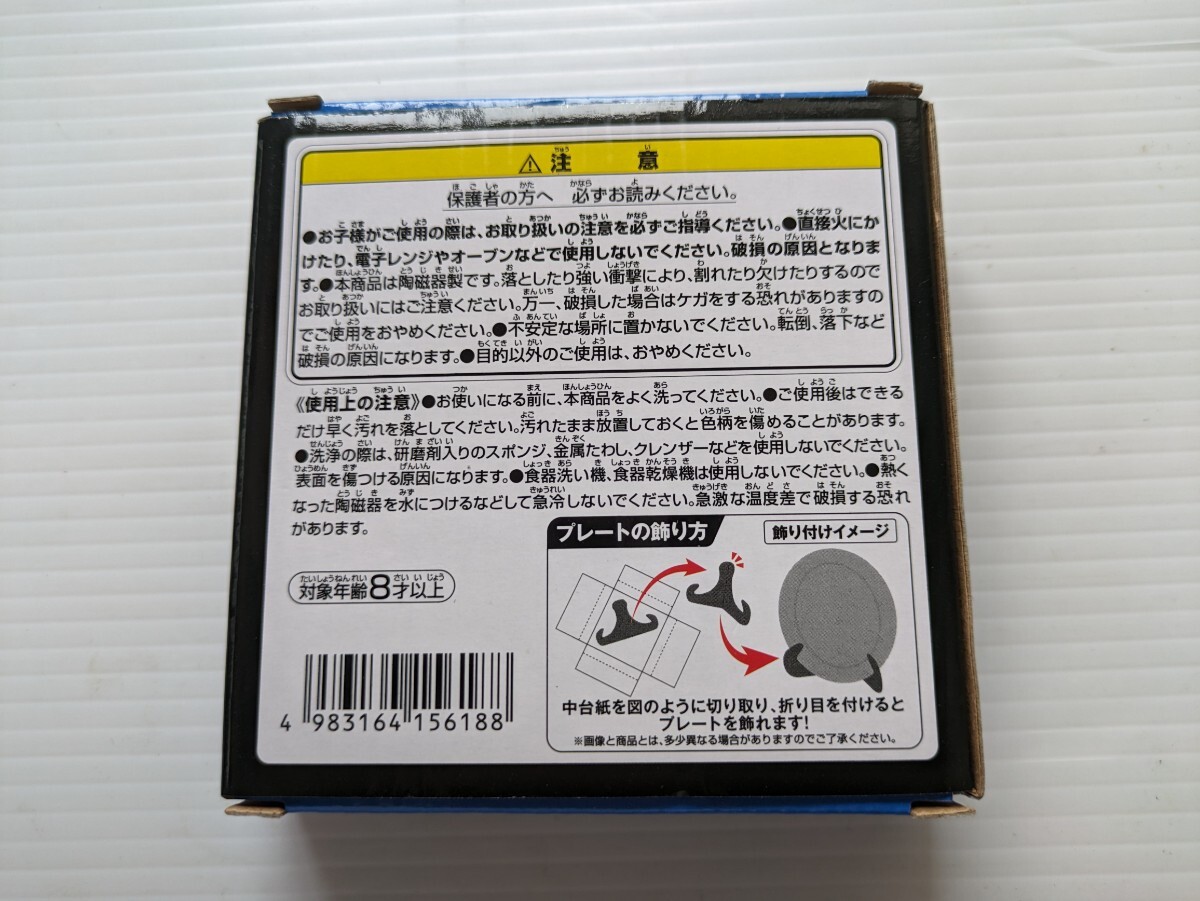 ⚠注 意
保護者の方へ 必ずお読みください。
●お子様がご使用の際は、お取り扱いの注意を必ずご指導ください。●直接火にか
けたり、電子レンジやオーブンなどで使用しないでください。破損の原因となりま
す。●本商品は陶磁器製です。落としたり強い衝撃により、割れたり欠けたりするので
お取り扱いにはご注意ください。万一、破損した場合はケガをする恐れがありますの
でご使用をおやめください。●不安定な場所に置かないでください。転倒、落下など
破損の原因になります。●目的以外のご使用は、おやめください。
《使用上の注意》●お使いになる前に、本商品をよく洗ってください。●ご使用後はできる
だけ早く汚れを落としてください。汚れたまま放置しておくと色柄を傷めることがあります。
●洗浄の際は、研磨剤入りのスポンジ、金属たわし、クレンザーなどを使用しないでください。
表面を傷つける原因になります。●食器洗い機、食器乾燥機は使用しないでください。●熱く
なった陶磁器を水につけるなどして急冷しないでください。急激な温度差で破損する恐れ
があります。
対象年齢8才以上
4 983164 156188
プレートの飾り方
飾り付けイメージ
中台紙を図のように切り取り、折り目を付けると
プレートを飾れます!
※画像と商品とは、多少異なる場合がありますのでご了承ください。